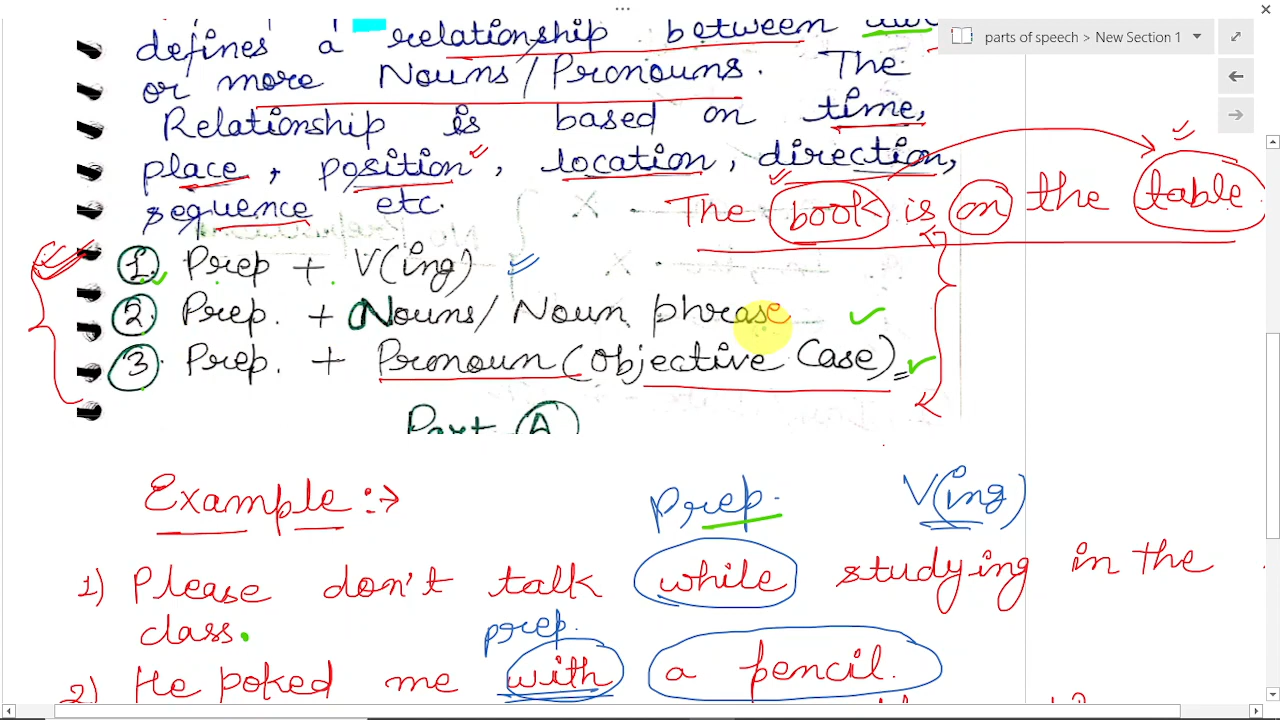 parts of speech > New Section 1
defines a relationship between
or more Nouns/Pronouns. The
Relationship is based on time,
place, position, location, direction,
sequence etc.
The book is on the table
1. Prep + V(ing)
2. Prep. + Nouns/Noun phrase
3 Prep. + Pronoun (Objective Case)
Part A
Example :→
Prep. V(ing)
1) Please don't talk while studying in the
class.
prep.
2) He poked me with a pencil.